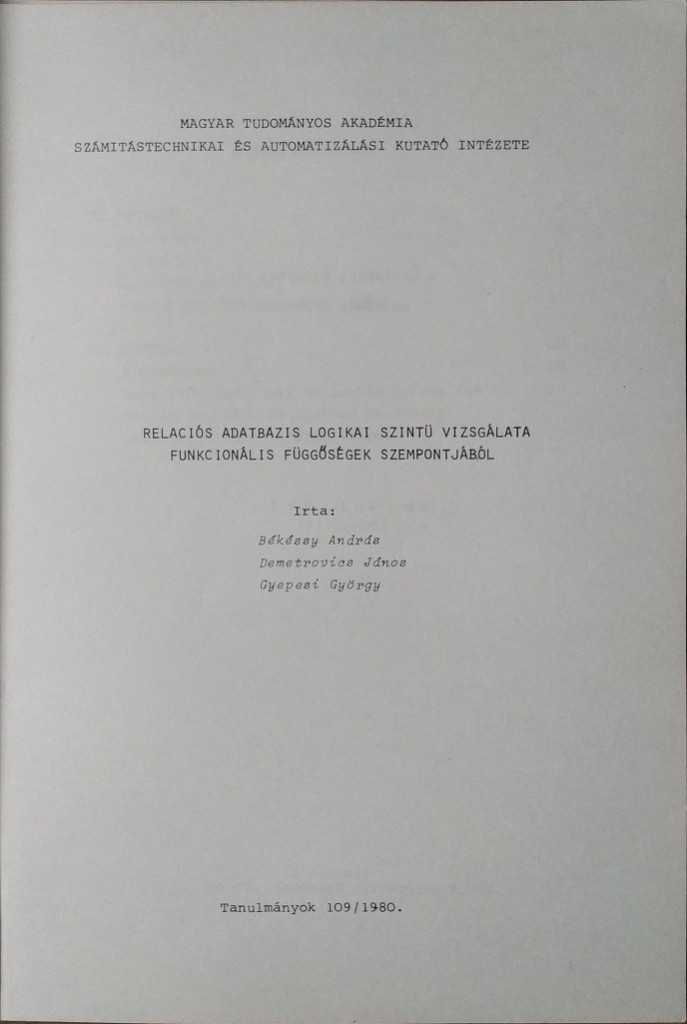 MAGYAR TUDOMÁNYOS AKADÉMIA
SZÁMITÁSTECHNIKAI ÉS AUTOMATIZÁLÁSI KUTATÓ INTÉZETE
RELACIÓS ADATBAZIS LOGIKAI SZINTÜ VIZSGÁLATA
FUNKCIONÁLIS FÜGGŐSÉGEK SZEMPONTJÁBÓL
Irta:
Békéssy András
Demetrovics János
Gyepesi György
Tanulmányok 109/1980.